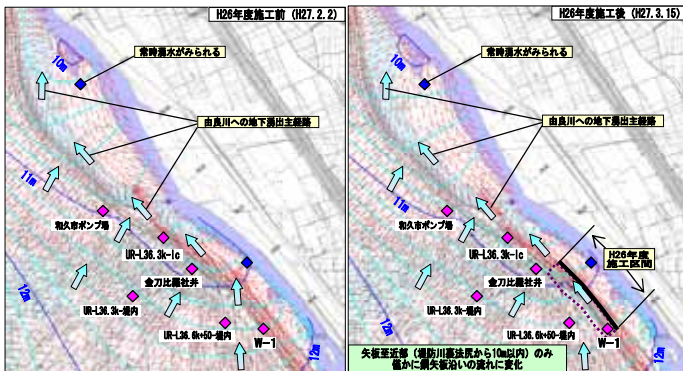 H26年度施工前（H27.2.2）
常時湧水がみられる
由良川への地下湧出主経路
10m
11m
12m
12m
和久市ポンプ場
UR-L36.3k-1c
金刀比羅社井
UR-L36.3k-堤内
UR-L36.6k+50-堤内
W-1
H26年度施工後（H27.3.15）
常時湧水がみられる
由良川への地下湧出主経路
10m
11m
12m
12m
和久市ポンプ場
UR-L36.3k-1c
金刀比羅社井
UR-L36.3k-堤内
UR-L36.6k+50-堤内
W-1
H26年度
施工区間
矢板至近部（堤防川裏法尻から10m以内）のみ
僅かに鋼矢板沿いの流れに変化